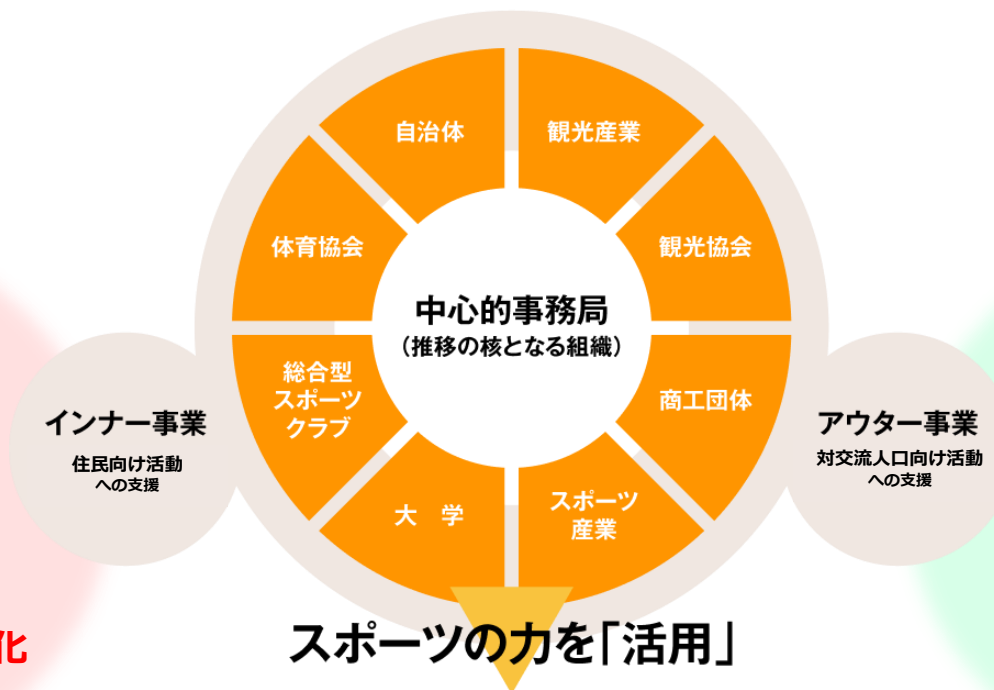 自治体
観光産業
体育協会
観光協会
中心的事務局
（推移の核となる組織）
総合型
スポーツ
クラブ
商工団体
大　学
スポーツ
産業
インナー事業
住民向け活動
への支援
アウター事業
対交流人口向け活動
への支援
化
スポーツの力を「活用」